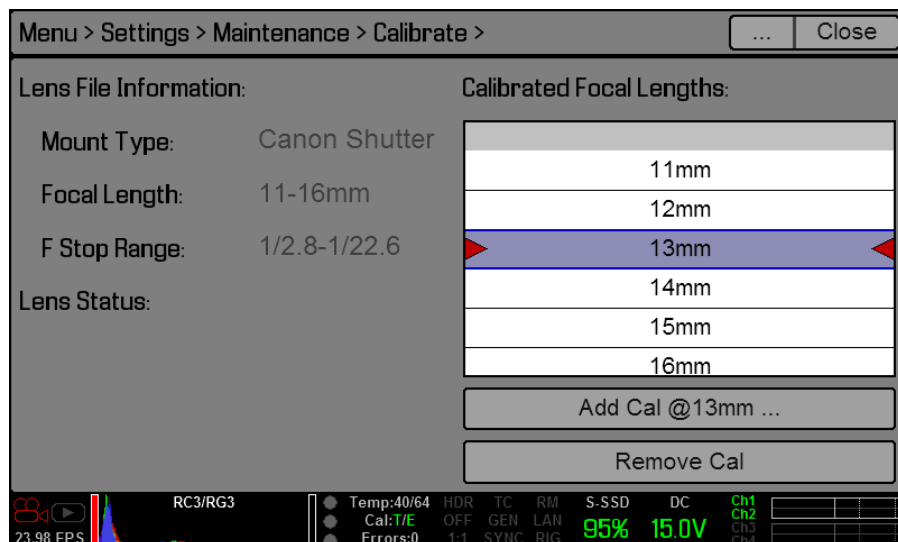 Menu > Settings > Maintenance > Calibrate >
...
Close
Lens File Information:
Mount Type: Canon Shutter
Focal Length: 11-16mm
F Stop Range: 1/2.8-1/22.6
Lens Status:
Calibrated Focal Lengths:
11mm
12mm
13mm
14mm
15mm
16mm
Add Cal @13mm ...
Remove Cal
23.98 FPS
RC3/RG3
Temp:40/64
Cal:T/E
Errors:0
HDR TC RM
OFF GEN LAN
1:1 SYNC RIG
S-SSD
95%
DC
15.0V
Ch1
Ch2
Ch3
Ch4